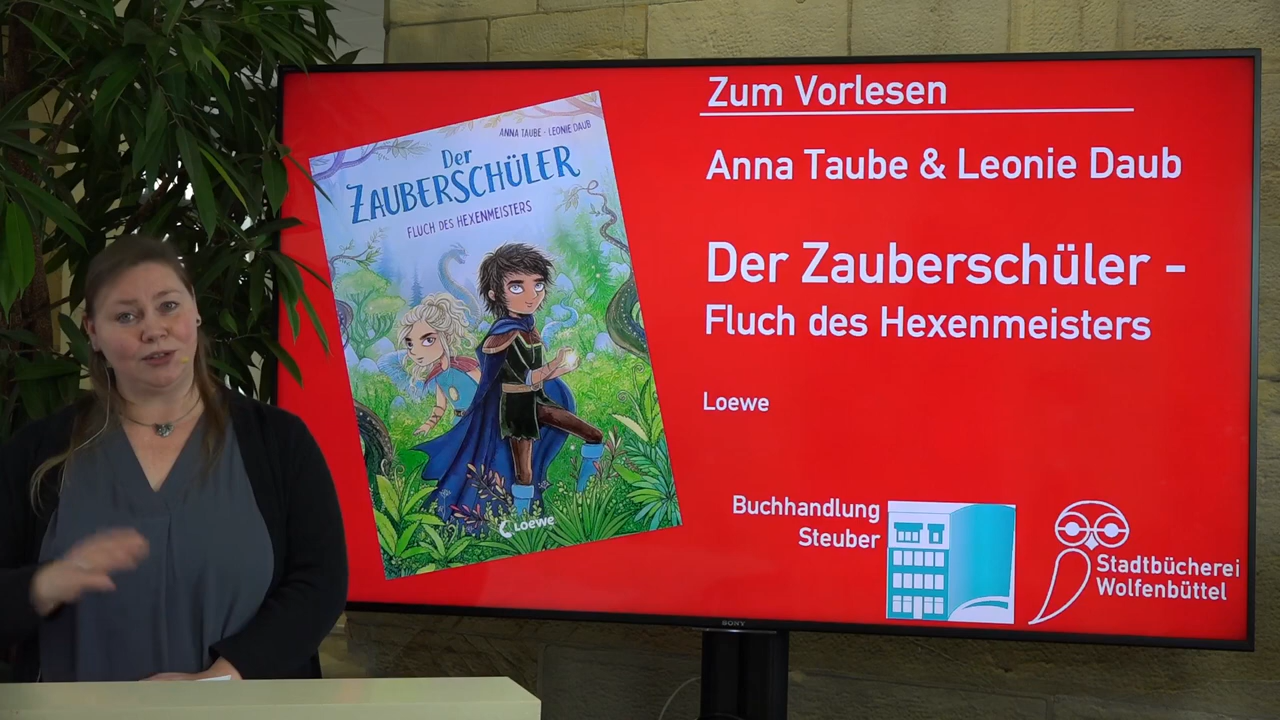 ANNA TAUBE - LEONIE DAUB
Der
ZAUBERSCHÜLER
FLUCH DES HEXENMEISTERS
Loewe
Zum Vorlesen
Anna Taube & Leonie Daub
Der Zauberschüler -
Fluch des Hexenmeisters
Loewe
Buchhandlung
Steuber
Stadtbücherei
Wolfenbüttel
SONY